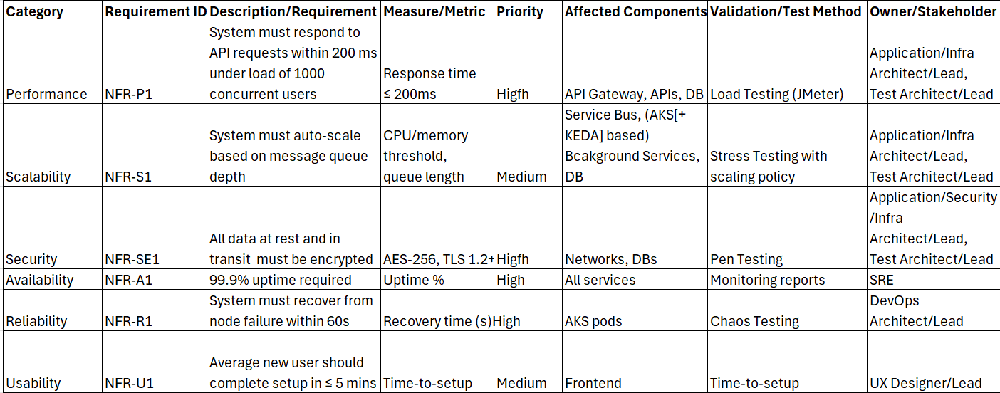 Category Requirement ID Description/Requirement Measure/Metric Priority Affected Components Validation/Test Method Owner/Stakeholder
Performance
NFR-P1
System must respond to
API requests within 200 ms
under load of 1000
concurrent users
Response time
≤ 200ms
Higfh
API Gateway, APIs, DB
Load Testing (JMeter)
Application/Infra
Architect/Lead,
Test Architect/Lead
Scalability
NFR-S1
System must auto-scale
based on message queue
depth
CPU/memory
threshold,
queue length
Medium
Service Bus, (AKS[+
KEDA] based)
Bcakground Services,
DB
Stress Testing with
scaling policy
Application/Infra
Architect/Lead,
Test Architect/Lead
Security
NFR-SE1
All data at rest and in
transit  must be encrypted
AES-256, TLS 1.2+
Higfh
Networks, DBs
Pen Testing
Application/Security
/Infra
Architect/Lead,
Test Architect/Lead
Availability
NFR-A1
99.9% uptime required
Uptime %
High
All services
Monitoring reports
SRE
Reliability
NFR-R1
System must recover from
node failure within 60s
Recovery time (s)
High
AKS pods
Chaos Testing
DevOps
Architect/Lead
Usability
NFR-U1
Average new user should
complete setup in ≤ 5 mins
Time-to-setup
Medium
Frontend
Time-to-setup
UX Designer/Lead